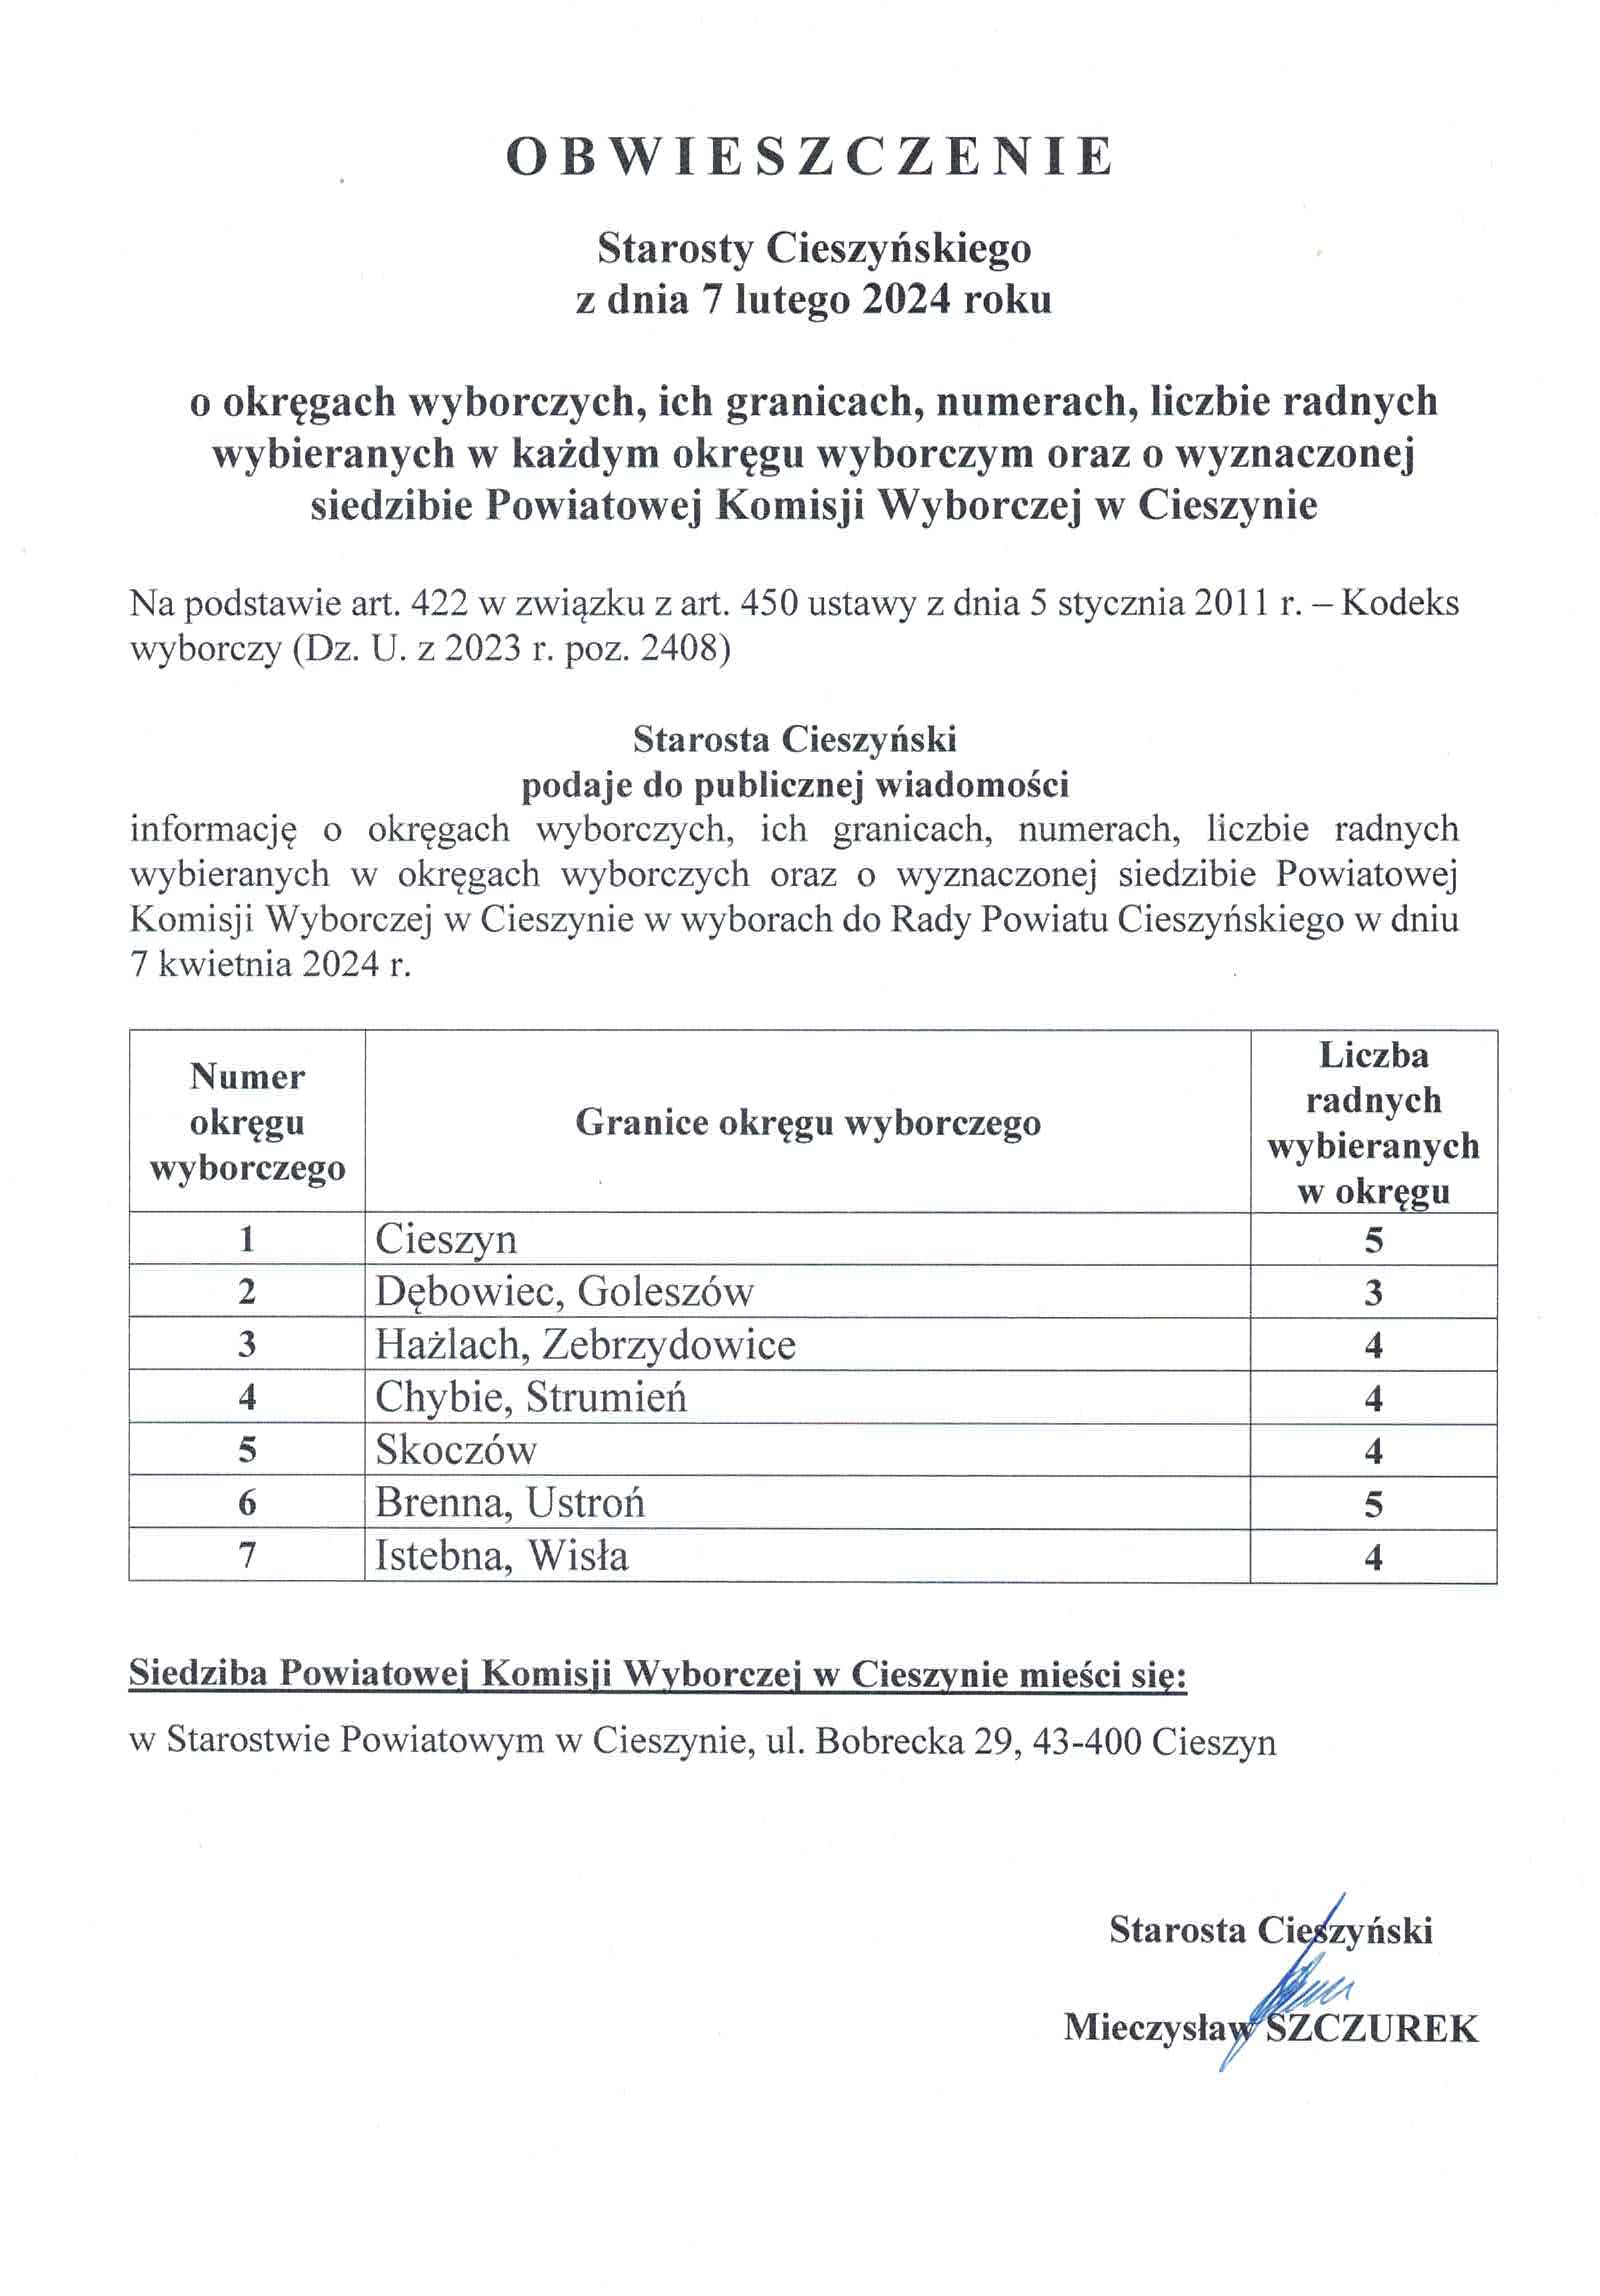 OBWIESZCZENIE
Starosty Cieszyńskiego
z dnia 7 lutego 2024 roku
o okręgach wyborczych, ich granicach, numerach, liczbie radnych
wybieranych w każdym okręgu wyborczym oraz o wyznaczonej
siedzibie Powiatowej Komisji Wyborczej w Cieszynie
Na podstawie art. 422 w związku z art. 450 ustawy z dnia 5 stycznia 2011 r. – Kodeks
wyborczy (Dz. U. z 2023 r. poz. 2408)
Starosta Cieszyński
podaje do publicznej wiadomości
informację o okręgach wyborczych, ich granicach, numerach, liczbie radnych
wybieranych w okręgach wyborczych oraz o wyznaczonej siedzibie Powiatowej
Komisji Wyborczej w Cieszynie w wyborach do Rady Powiatu Cieszyńskiego w dniu
7 kwietnia 2024 r.
Numer
okręgu
wyborczego
Granice okręgu wyborczego
Liczba
radnych
wybieranych
w okręgu
1 Cieszyn 5
2 Dębowiec, Goleszów 3
3 Hażlach, Zebrzydowice 4
4 Chybie, Strumień 4
5 Skoczów 4
6 Brenna, Ustroń 5
7 Istebna, Wisła 4
Siedziba Powiatowej Komisji Wyborczej w Cieszynie mieści się:
w Starostwie Powiatowym w Cieszynie, ul. Bobrecka 29, 43-400 Cieszyn
Starosta Cieszyński
Mieczysław SZCZUREK